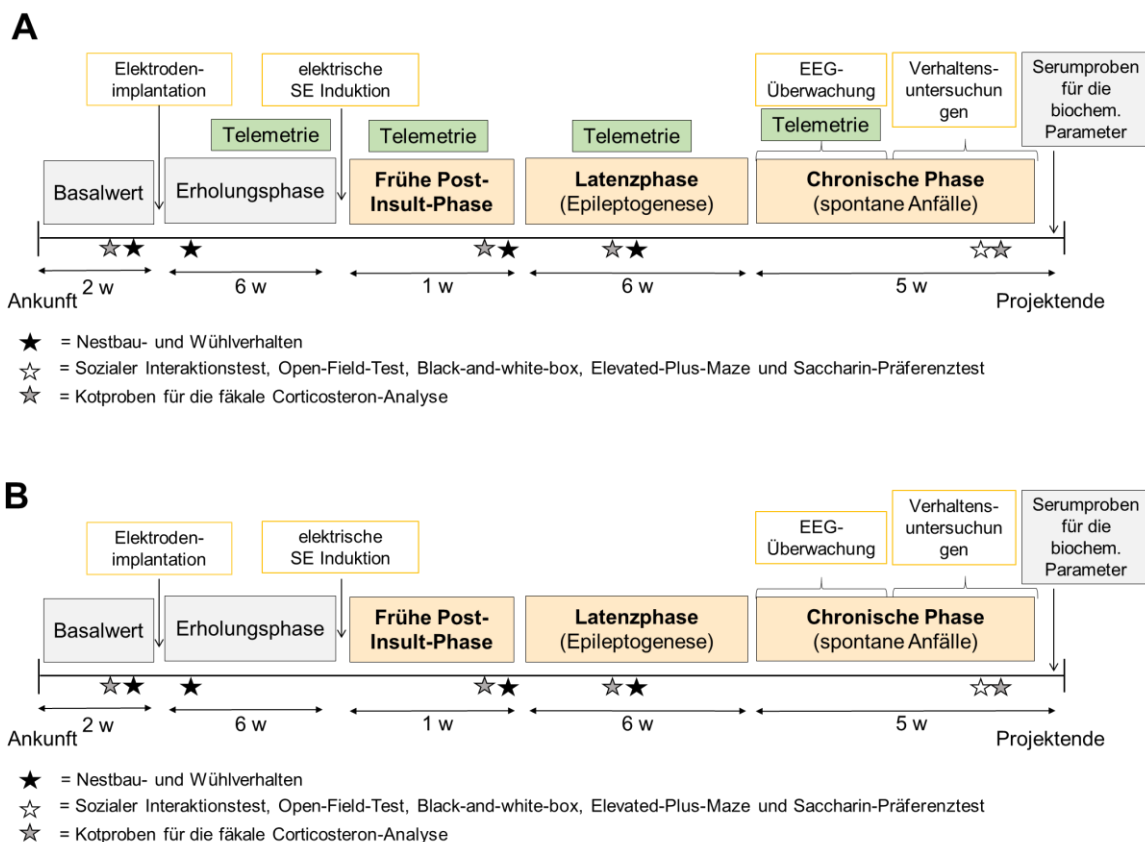 A
Elektroden-
implantation
elektrische
SE Induktion
EEG-
Überwachung
Verhaltens-
untersuchun
gen
Serumproben
für die
biochem.
Parameter
Telemetrie
Telemetrie
Telemetrie
Telemetrie
Basalwert
Erholungsphase
Frühe Post-
Insult-Phase
Latenzphase
(Epileptogenese)
Chronische Phase
(spontane Anfälle)
2 w
6 w
1 w
6 w
5 w
Ankunft
Projektende
= Nestbau- und Wühlverhalten
= Sozialer Interaktionstest, Open-Field-Test, Black-and-white-box, Elevated-Plus-Maze und Saccharin-Präferenztest
= Kotproben für die fäkale Corticosteron-Analyse
B
Elektroden-
implantation
elektrische
SE Induktion
EEG-
Überwachung
Verhaltens-
untersuchun
gen
Serumproben
für die
biochem.
Parameter
Basalwert
Erholungsphase
Frühe Post-
Insult-Phase
Latenzphase
(Epileptogenese)
Chronische Phase
(spontane Anfälle)
2 w
6 w
1 w
6 w
5 w
Ankunft
Projektende
= Nestbau- und Wühlverhalten
= Sozialer Interaktionstest, Open-Field-Test, Black-and-white-box, Elevated-Plus-Maze und Saccharin-Präferenztest
= Kotproben für die fäkale Corticosteron-Analyse